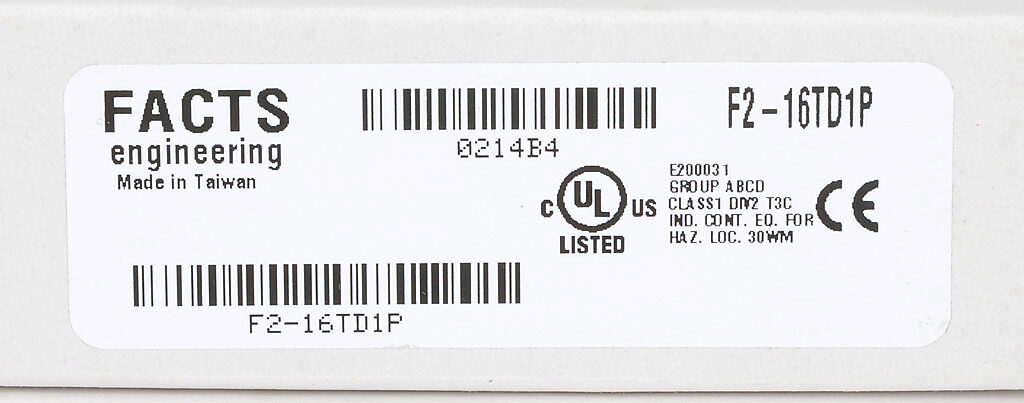 FACTS
engineering
Made in Taiwan
0214B4
F2-16TD1P
C UL US
LISTED
E200031
GROUP ABCD
CLASS1 DIV2 T3C
IND. CONT. EQ. FOR
HAZ. LOC. 30WM
CE
F2-16TD1P